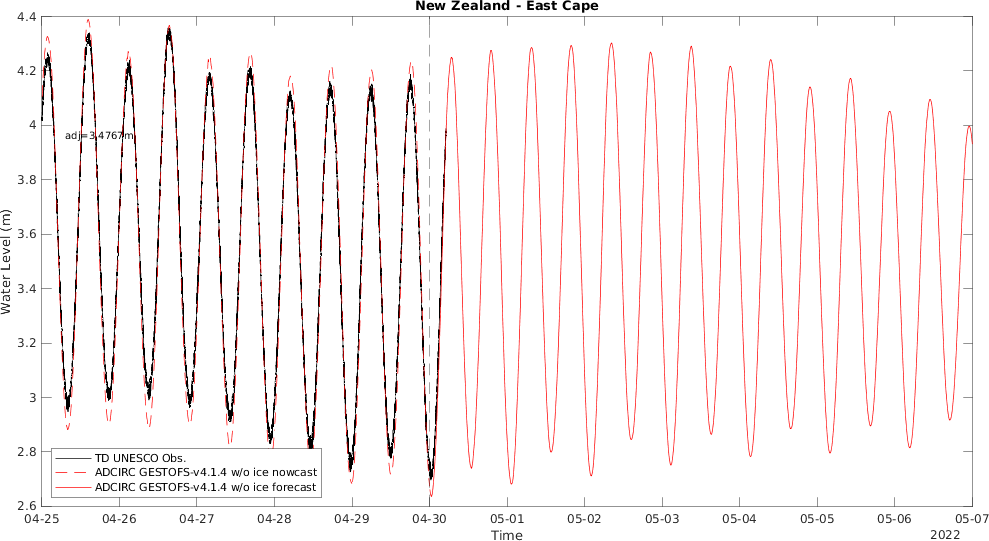 New Zealand - East Cape
4.4
4.2
4
3.8
3.6
3.4
3.2
3
2.8
2.6
Water Level (m)
adj=3.4767m
TD UNESCO Obs.
ADCIRC GESTOFS-v4.1.4 w/o ice nowcast
ADCIRC GESTOFS-v4.1.4 w/o ice forecast
04-25 04-26 04-27 04-28 04-29 04-30 05-01 05-02 05-03 05-04 05-05 05-06 05-07
Time
2022